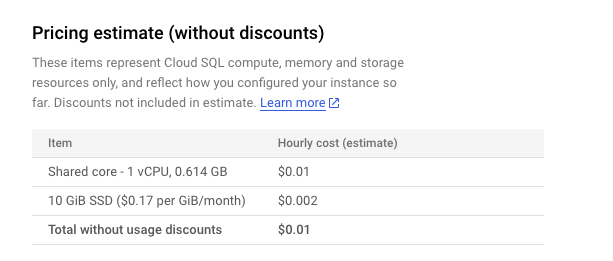 Pricing estimate (without discounts)
These items represent Cloud SQL compute, memory and storage
resources only, and reflect how you configured your instance so
far. Discounts not included in estimate. Learn more
Item Hourly cost (estimate)
Shared core - 1 vCPU, 0.614 GB $0.01
10 GiB SSD ($0.17 per GiB/month) $0.002
Total without usage discounts $0.01